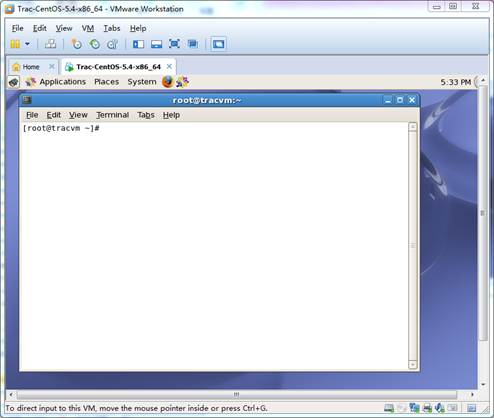 Trac-CentOS-5.4-x86_64 - VMware Workstation
File Edit View VM Tabs Help
Home Trac-CentOS-5.4-x86_64
Applications Places System 5:33 PM
root@tracvm:~
File Edit View Terminal Tabs Help
[root@tracvm ~]#
To direct input to this VM, move the mouse pointer inside or press Ctrl+G.